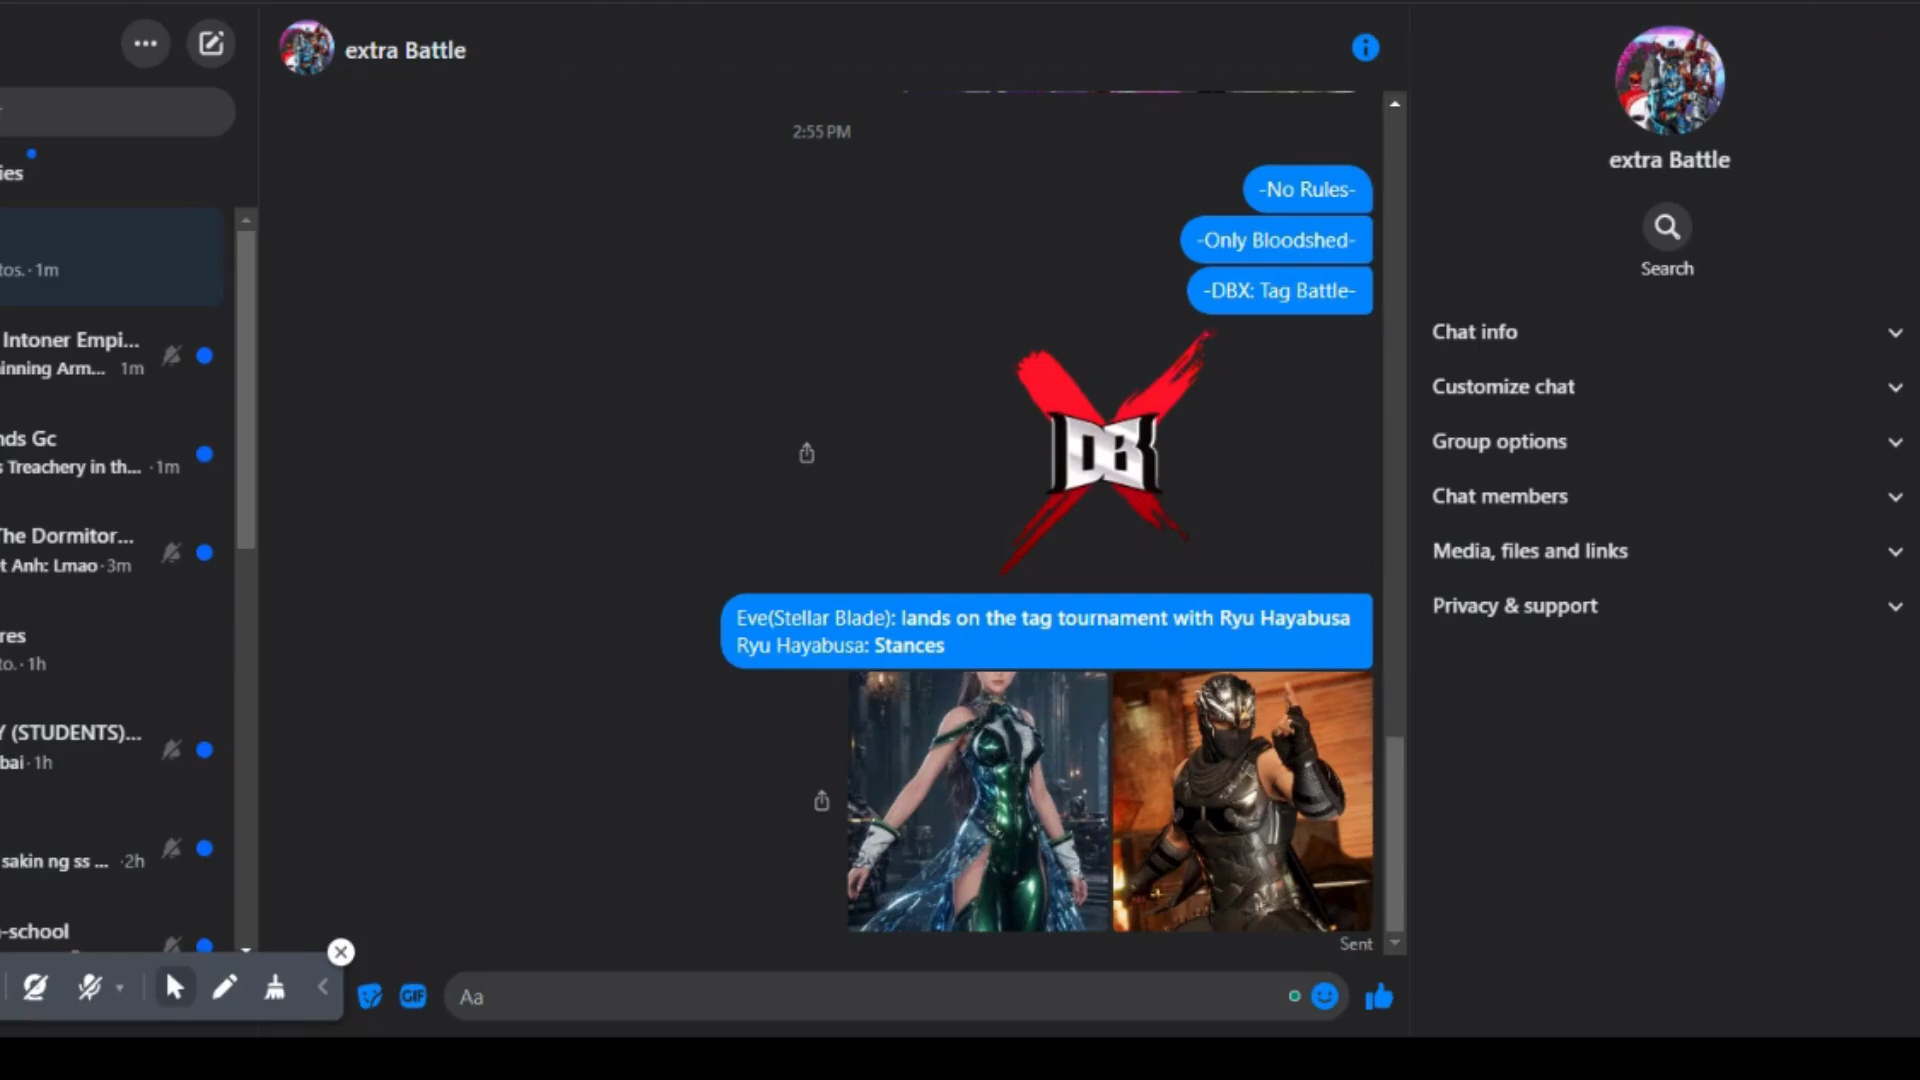 extra Battle
ies
tos. · 1m
Intoner Empi...
inning Arm... 1m
nds Gc
s Treachery in th... · 1m
The Dormitor...
t Anh: Lmao · 3m
res
to. · 1h
Y (STUDENTS)...
bai · 1h
sakin ng ss ... · 2h
-school
2:55 PM
-No Rules-
-Only Bloodshed-
-DBX: Tag Battle-
DBX
Eve(Stellar Blade): lands on the tag tournament with Ryu Hayabusa
Ryu Hayabusa: Stances
Sent
GIF
Aa
extra Battle
Search
Chat info
Customize chat
Group options
Chat members
Media, files and links
Privacy & support